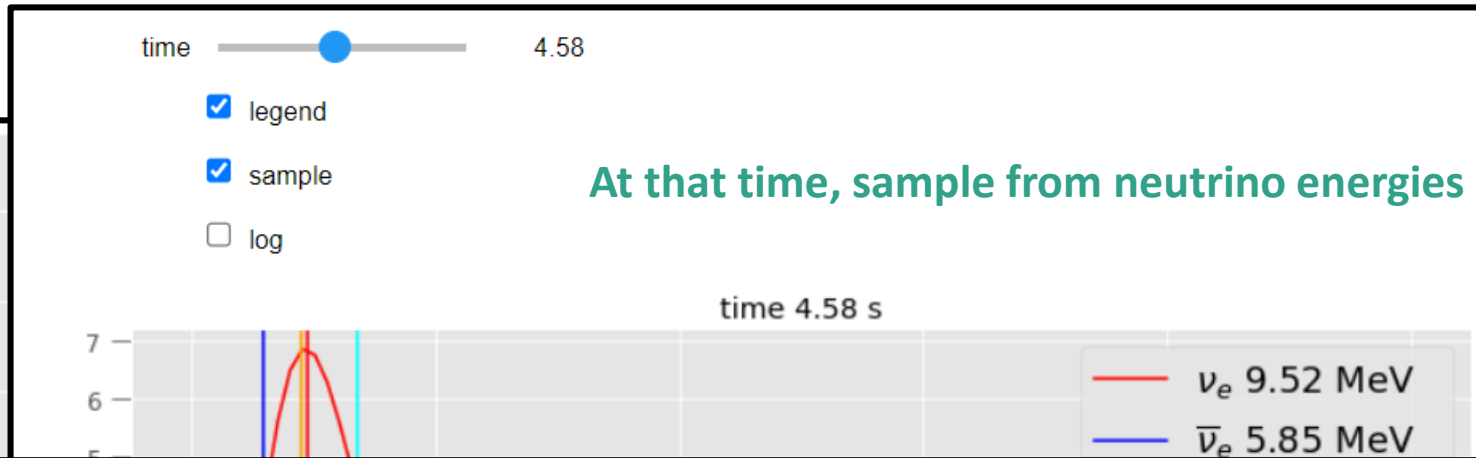 time 4.58
legend
sample
At that time, sample from neutrino energies
log
time 4.58 s
7
νₑ 9.52 MeV
6
ν̅ₑ 5.85 MeV
5